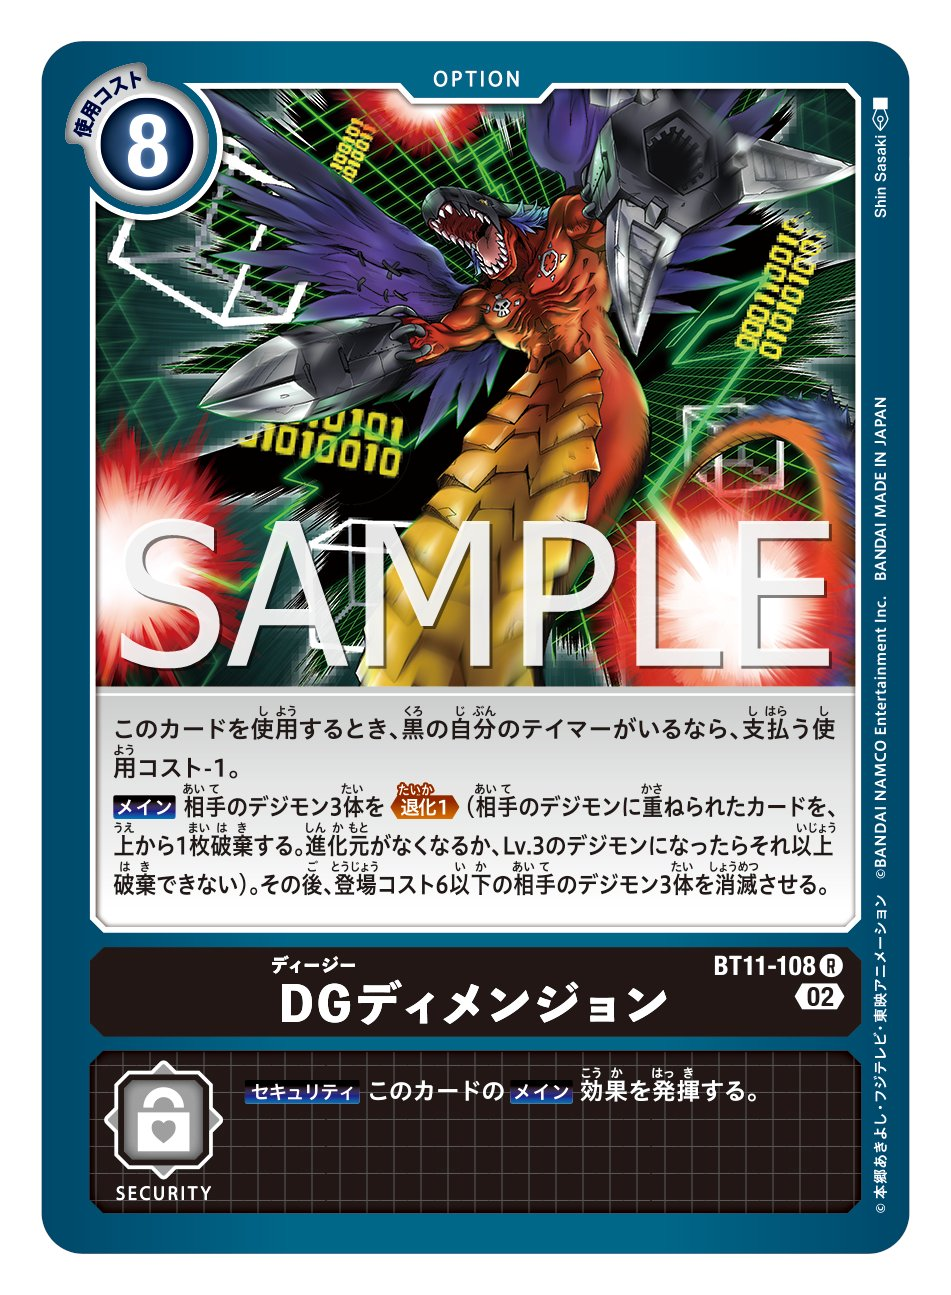 OPTION
使用コスト
8
Shin Sasaki
0101
10100
01001
00110010
01010100
010101
01010010
SAMPLE
このカードを使用するとき、黒の自分のテイマーがいるなら、支払う使
用コスト-1。
メイン 相手のデジモン3体を 退化1 (相手のデジモンに重ねられたカードを、
上から1枚破棄する。進化元がなくなるか、Lv.3のデジモンになったらそれ以上
破棄できない)。その後、登場コスト6以下の相手のデジモン3体を消滅させる。
ディージー
DGディメンジョン
BT11-108 R
02
セキュリティ このカードの メイン 効果を発揮する。
SECURITY
©本郷あきよし・フジテレビ・東映アニメーション ©BANDAI NAMCO Entertainment Inc. BANDAI MADE IN JAPAN